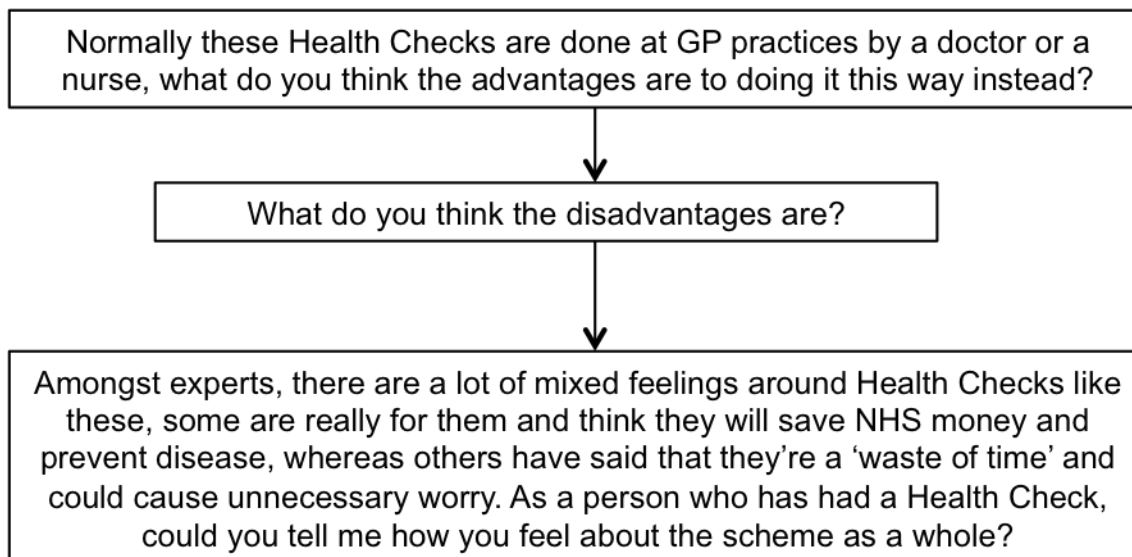 Normally these Health Checks are done at GP practices by a doctor or a
nurse, what do you think the advantages are to doing it this way instead?
What do you think the disadvantages are?
Amongst experts, there are a lot of mixed feelings around Health Checks like
these, some are really for them and think they will save NHS money and
prevent disease, whereas others have said that they’re a ‘waste of time’ and
could cause unnecessary worry. As a person who has had a Health Check,
could you tell me how you feel about the scheme as a whole?